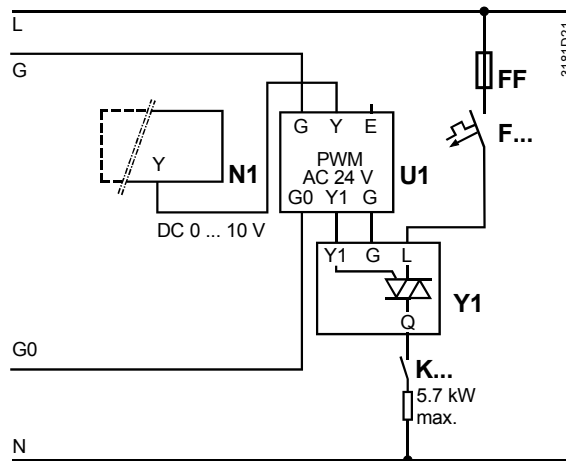 L
G
3181D21
FF
F...
G Y E
Y
N1
PWM
AC 24 V
U1
G0 Y1 G
DC 0 ... 10 V
Y1 G L
Y1
Q
G0
K...
5.7 kW
max.
N